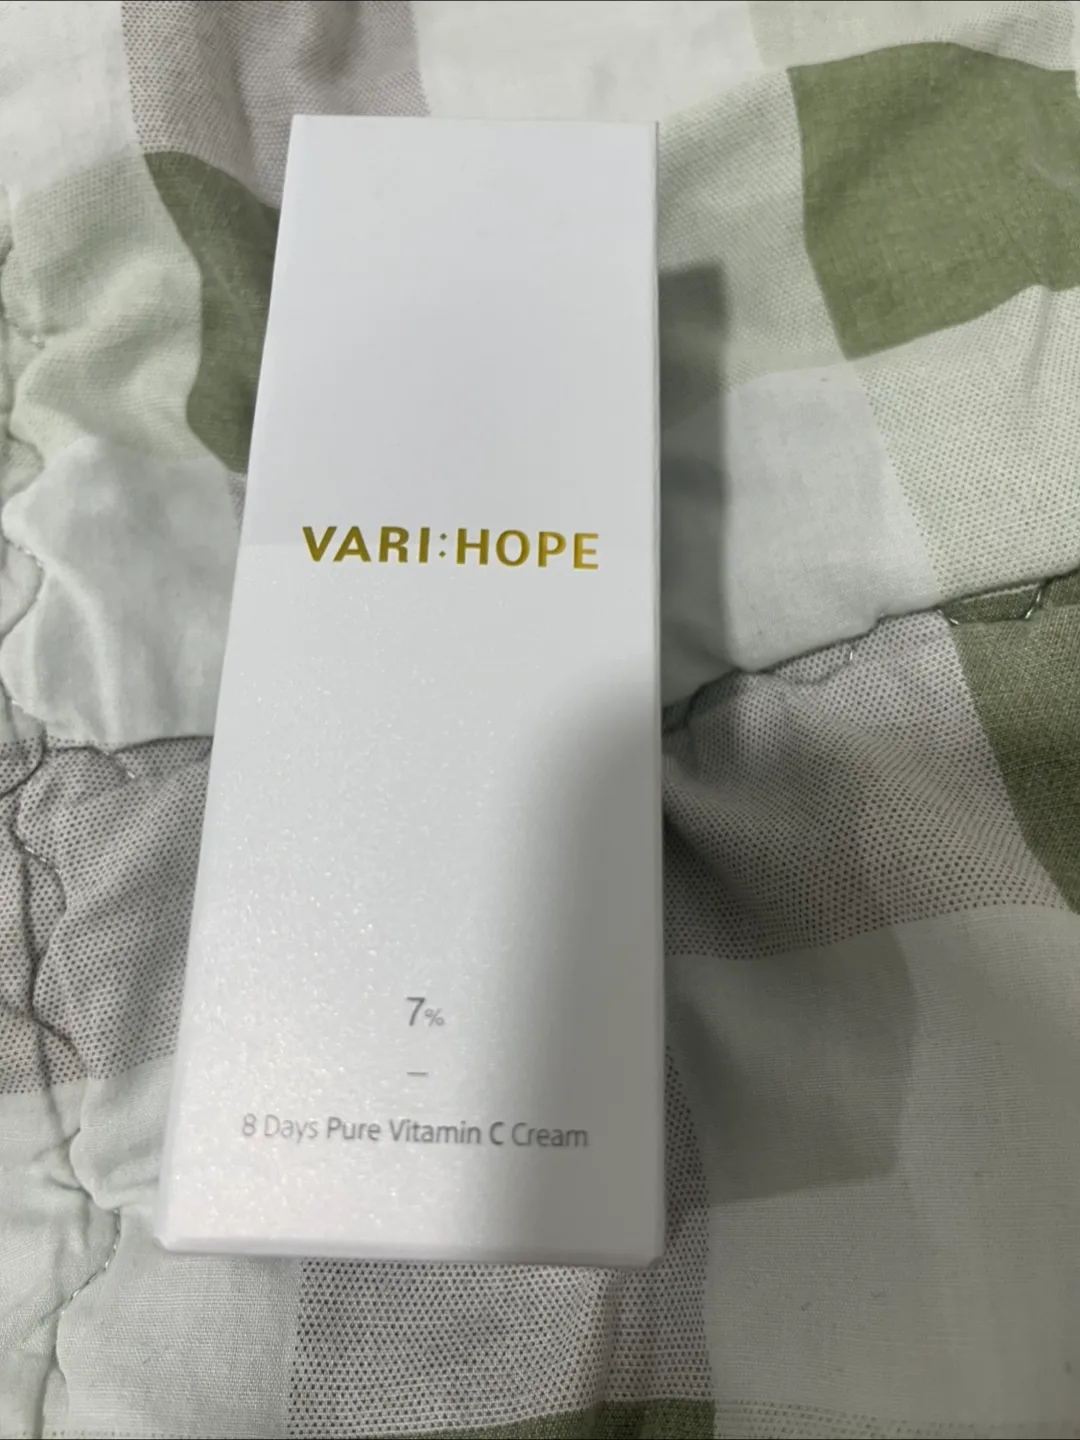 VARI:HOPE
7%
8 Days Pure Vitamin C Cream